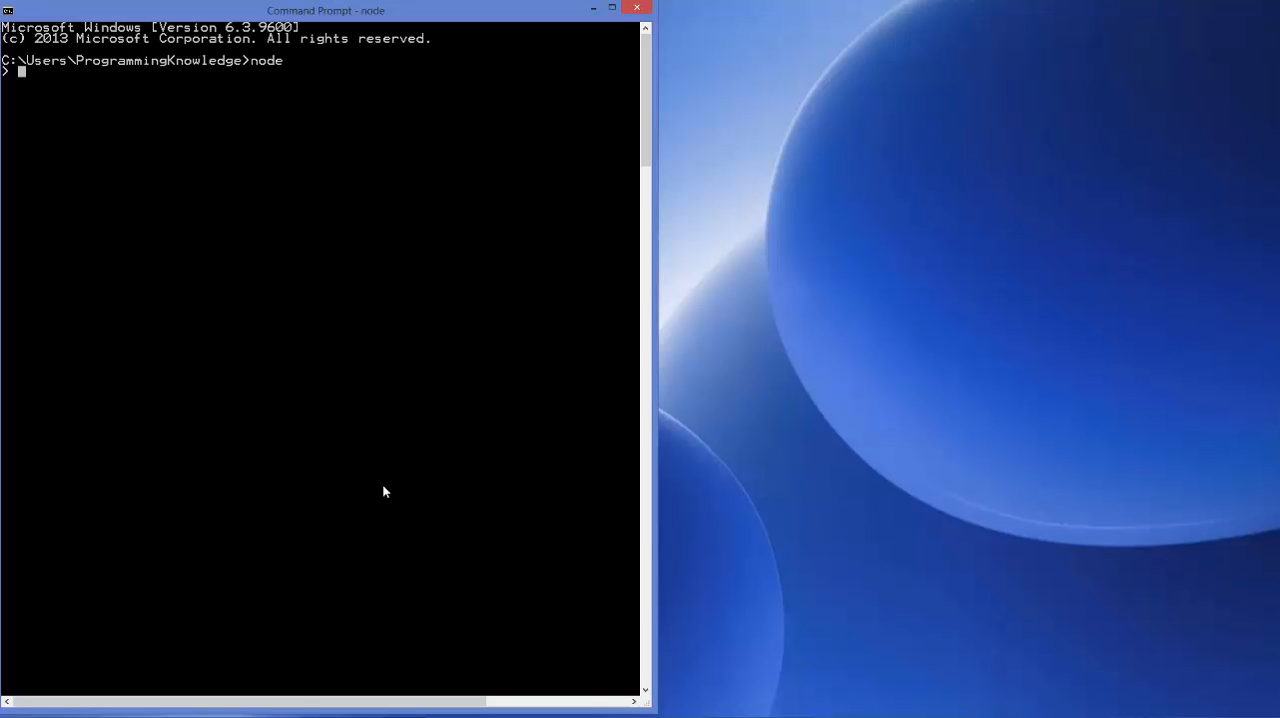 Command Prompt - node
Microsoft Windows [Version 6.3.9600]
(c) 2013 Microsoft Corporation. All rights reserved.
C:\Users\ProgrammingKnowledge>node
>